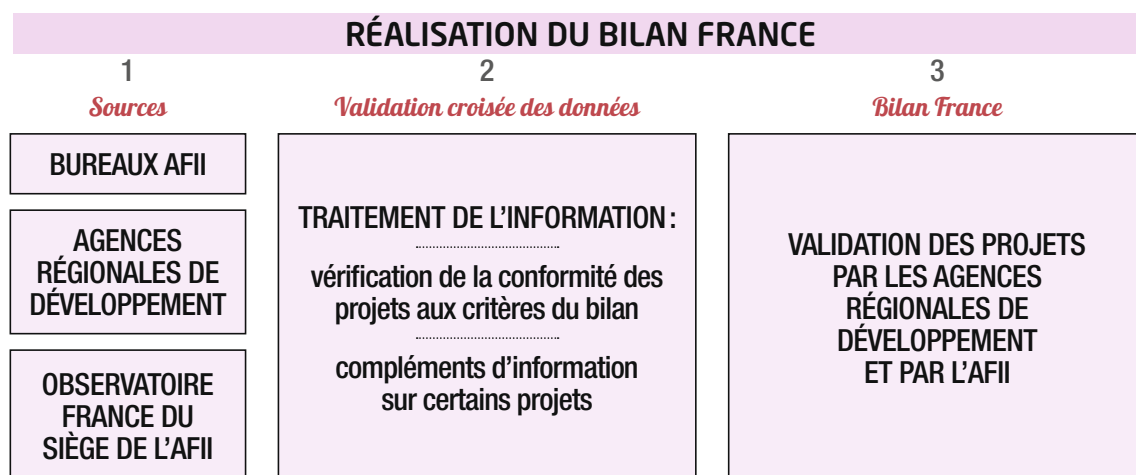 RÉALISATION DU BILAN FRANCE
1
Sources
BUREAUX AFII
AGENCES
RÉGIONALES DE
DÉVELOPPEMENT
OBSERVATOIRE
FRANCE DU
SIÈGE DE L’AFII
2
Validation croisée des données
TRAITEMENT DE L’INFORMATION :
vérification de la conformité des
projets aux critères du bilan
compléments d’information
sur certains projets
3
Bilan France
VALIDATION DES PROJETS
PAR LES AGENCES
RÉGIONALES DE
DÉVELOPPEMENT
ET PAR L’AFII